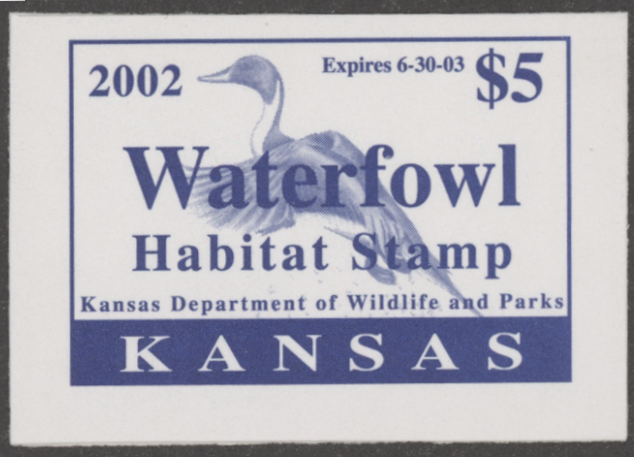 2002 Expires 6-30-03 $5
Waterfowl
Habitat Stamp
Kansas Department of Wildlife and Parks
KANSAS